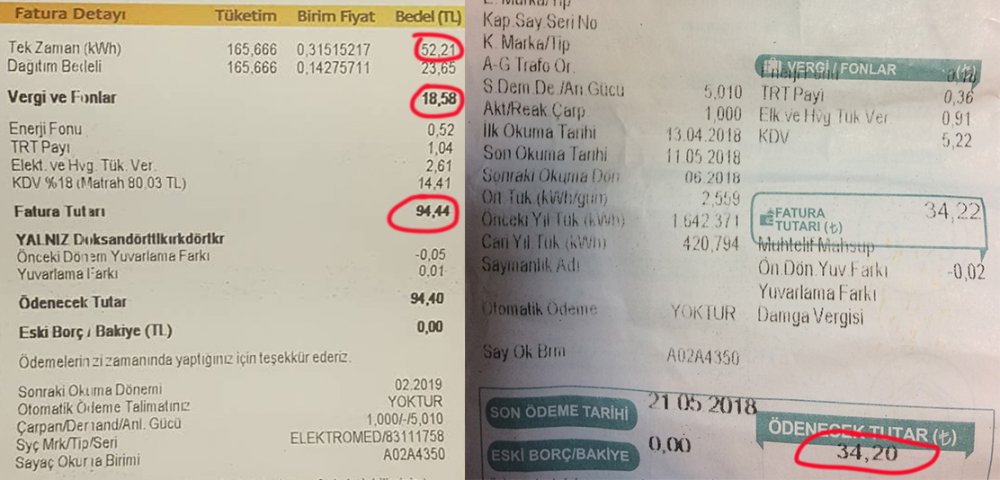 Fatura Detayı Tüketim Birim Fiyat Bedel (TL)
Tek Zaman (kWh) 165,666 0,31515217 52,21
Dağıtım Bedeli 165,666 0,14275711 23,65
Vergi ve Fonlar 18,58
Enerji Fonu 0,52
TRT Payı 1,04
Elekt. ve Hvg. Tük. Ver. 2,61
KDV %18 (Matrah 80,03 TL) 14,41
Fatura Tutarı 94,44
YALNIZ
Önceki Dönem Yuvarlama Farkı -0,05
Yuvarlama Farkı 0,01
Ödenecek Tutar 94,40
Eski Borç / Bakiye (TL) 0,00
Ödemelerinizi zamanında yaptığınız için teşekkür ederiz.
Sonraki Okuma Dönemi 02.2019
Otomatik Ödeme Talimatınız YOKTUR
Çarpan/Demand/Anl. Gücü 1,000/-/5,010
Syç Mrk/Tip/Seri ELEKTROMED/83111758
Sayaç Okuma Birimi A02A4350
Kap.Say Seri No
K. Marka/Tip
A-G Trafo Or.
S.Dem.De./An Gücü 5,010
Akt/Reak Çarp 1,000
İlk Okuma Tarihi 13.04.2018
Son Okuma Tarihi 11.05.2018
Sonraki Okuma Dön 06.2018
Ort Tük. (kWh/gün) 2,559
Önceki Yıl Tük (kWh) 1.642,371
Cari Yıl.Tük.(kWh) 420,794
Saymanlık Adı
Otomatik Ödeme YOKTUR
Say Ok Brm A02A4350
VERGİ / FONLAR (₺)
Enerji Fonu
TRT Payı 0,36
Elk ve Hvg Tük Ver. 0,91
KDV 5,22
FATURA
TUTARI (₺) 34,22
Muhtelif Mahsup
Ön.Dön.Yuv Farkı -0,02
Yuvarlama Farkı
Damga Vergisi
SON ÖDEME TARİHİ 21 05 2018
ESKİ BORÇ/BAKİYE 0,00
ÖDENECEK TUTAR (₺)
34,20